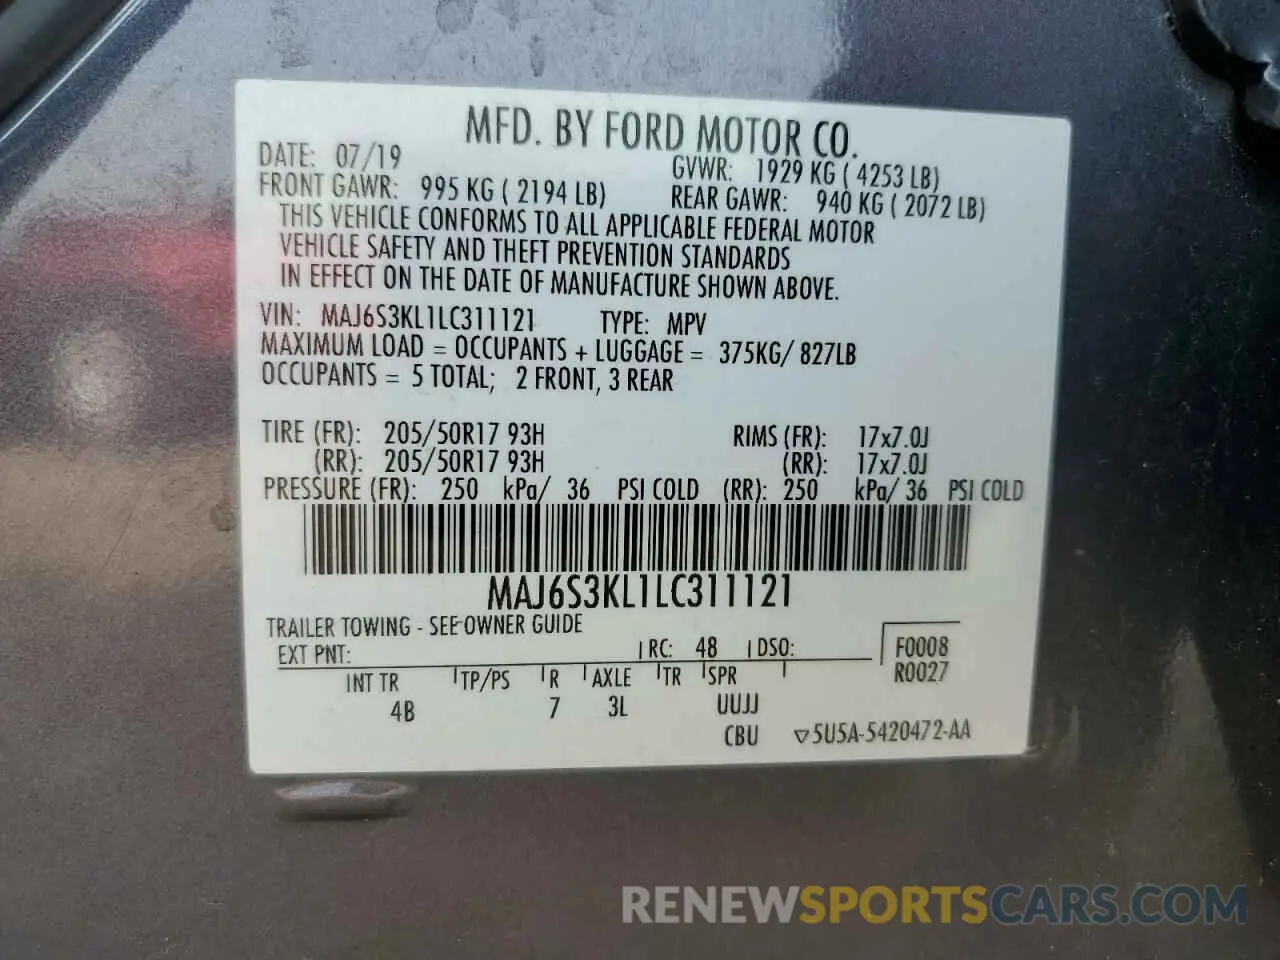 MFD. BY FORD MOTOR CO.
DATE: 07/19 GVWR: 1929 KG ( 4253 LB)
FRONT GAWR: 995 KG ( 2194 LB) REAR GAWR: 940 KG ( 2072 LB)
THIS VEHICLE CONFORMS TO ALL APPLICABLE FEDERAL MOTOR
VEHICLE SAFETY AND THEFT PREVENTION STANDARDS
IN EFFECT ON THE DATE OF MANUFACTURE SHOWN ABOVE.
VIN: MAJ6S3KL1LC311121 TYPE: MPV
MAXIMUM LOAD = OCCUPANTS + LUGGAGE = 375KG/ 827LB
OCCUPANTS = 5 TOTAL; 2 FRONT, 3 REAR
TIRE (FR): 205/50R17 93H RIMS (FR): 17x7.0J
(RR): 205/50R17 93H (RR): 17x7.0J
PRESSURE (FR): 250 kPa/ 36 PSI COLD (RR): 250 kPa/ 36 PSI COLD
MAJ6S3KL1LC311121
TRAILER TOWING - SEE OWNER GUIDE
EXT PNT: RC: 48 DSO: F0008
R0027
INT TR TP/PS R AXLE TR SPR
4B 7 3L UUJJ
CBU ▽5U5A-5420472-AA
RENEWSPORTSCARS.COM